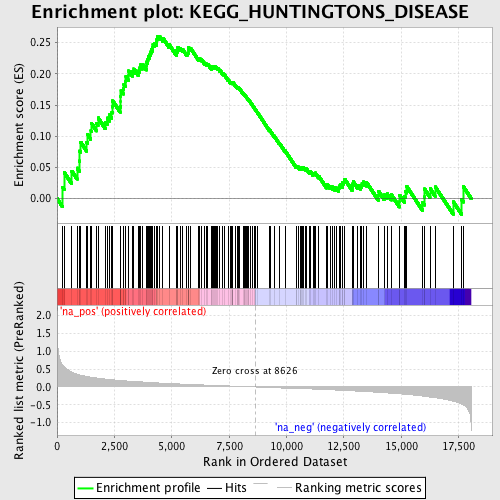 Enrichment plot: KEGG_HUNTINGTONS_DISEASE
Enrichment score (ES)
0.25
0.20
0.15
0.10
0.05
0.00
'na_pos' (positively correlated)
Ranked list metric (PreRanked)
2.0
1.5
1.0
0.5
0.0
-0.5
-1.0
Zero cross at 8626
'na_neg' (negatively correlated)
0
2,500
5,000
7,500
10,000
12,500
15,000
17,500
Rank in Ordered Dataset
Enrichment profile
Hits
Ranking metric scores